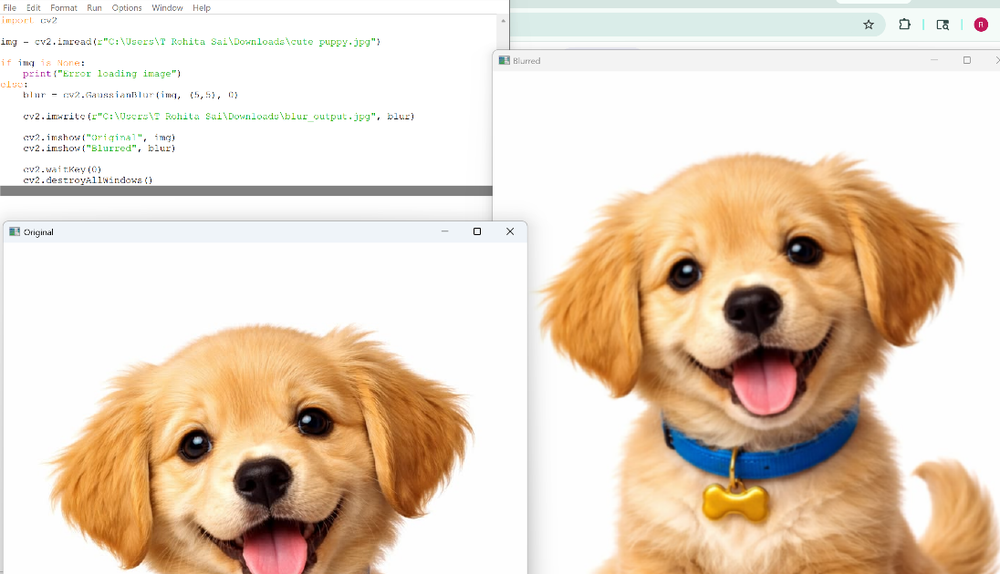 File Edit Format Run Options Window Help
import cv2
img = cv2.imread(r"C:\Users\T Rohita Sai\Downloads\cute puppy.jpg")
if img is None:
    print("Error loading image")
else:
    blur = cv2.GaussianBlur(img, (5,5), 0)
    cv2.imwrite(r"C:\Users\T Rohita Sai\Downloads\blur_output.jpg", blur)
    cv2.imshow("Original", img)
    cv2.imshow("Blurred", blur)
    cv2.waitKey(0)
    cv2.destroyAllWindows()
R
Blurred
Original